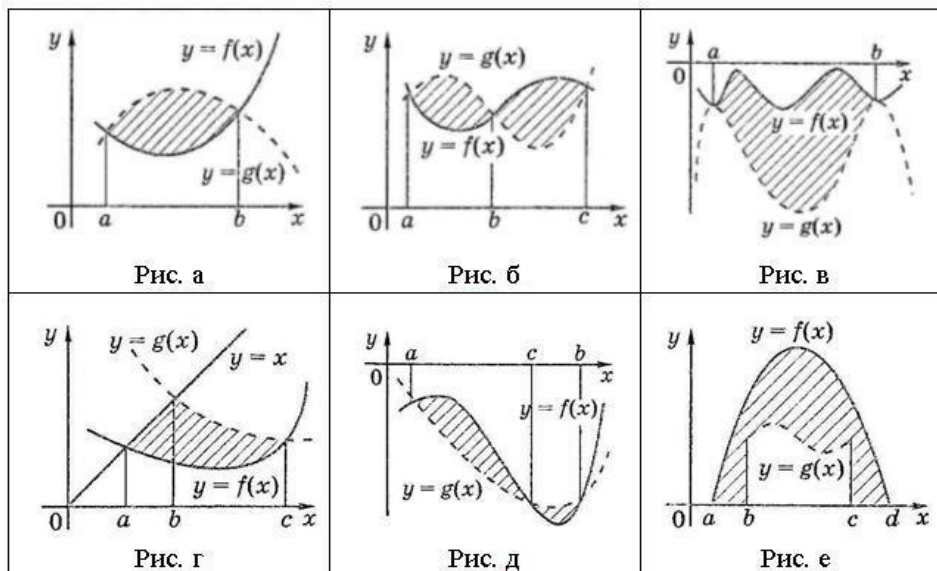 y
y = f(x)
y = g(x)
0
a
b
x
Рис. а
y
y = g(x)
y = f(x)
0
a
b
c
x
Рис. б
y
a
b
0
x
y = f(x)
y = g(x)
Рис. в
y
y = g(x)
y = x
y = f(x)
0
a
b
c
x
Рис. г
y
a
c
b
0
x
y = f(x)
y = g(x)
Рис. д
y
y = f(x)
y = g(x)
0
a
b
c
d
x
Рис. е